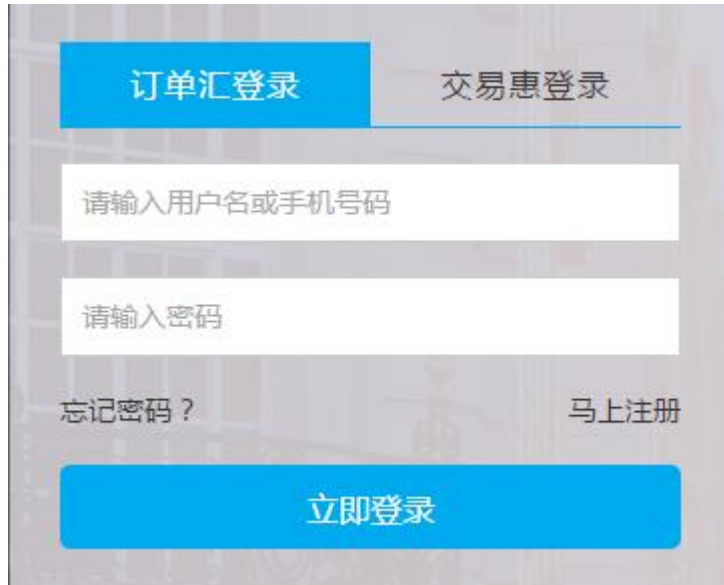 订单汇登录 交易惠登录
请输入用户名或手机号码
请输入密码
忘记密码？ 马上注册
立即登录